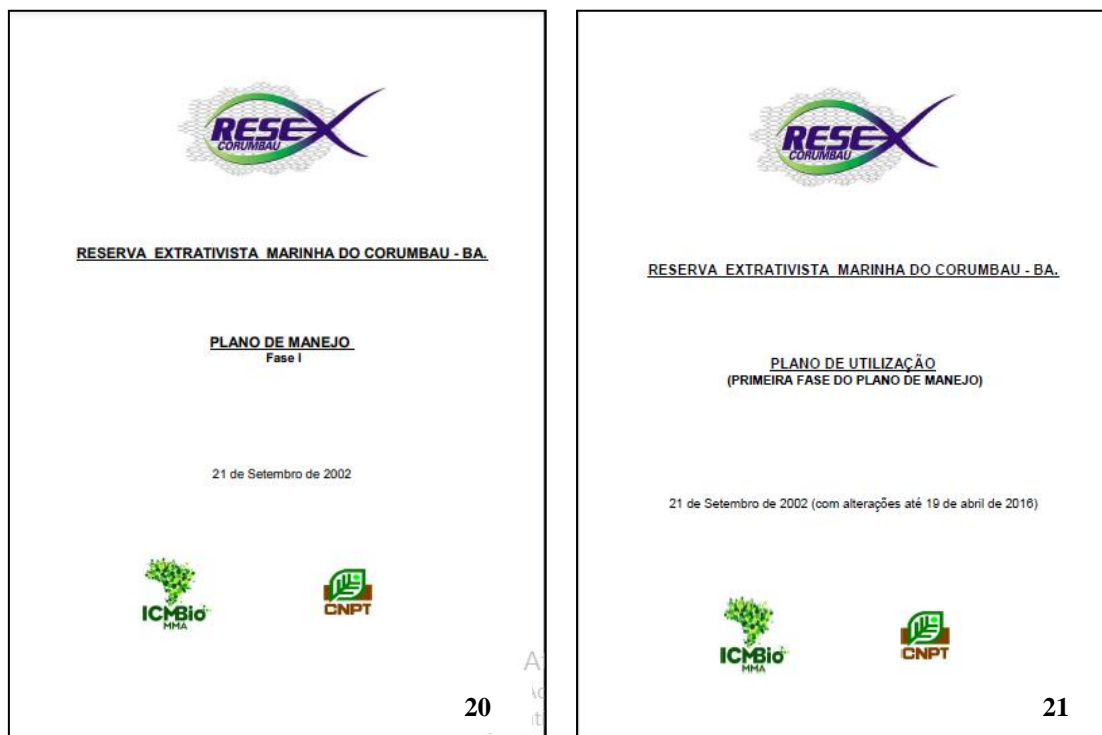 RESEX
CORUMBAU
RESERVA EXTRATIVISTA MARINHA DO CORUMBAU - BA.
PLANO DE MANEJO
Fase I
21 de Setembro de 2002
ICMBio
MMA
CNPT
20
RESEX
CORUMBAU
RESERVA EXTRATIVISTA MARINHA DO CORUMBAU - BA.
PLANO DE UTILIZAÇÃO
(PRIMEIRA FASE DO PLANO DE MANEJO)
21 de Setembro de 2002 (com alterações até 19 de abril de 2016)
ICMBio
MMA
CNPT
21